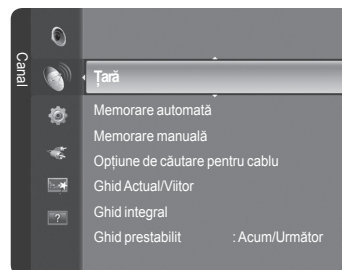 Canal
Țară
Memorare automată
Memorare manuală
Opțiune de căutare pentru cablu
Ghid Actual/Viitor
Ghid integral
Ghid prestabilit : Acum/Următor